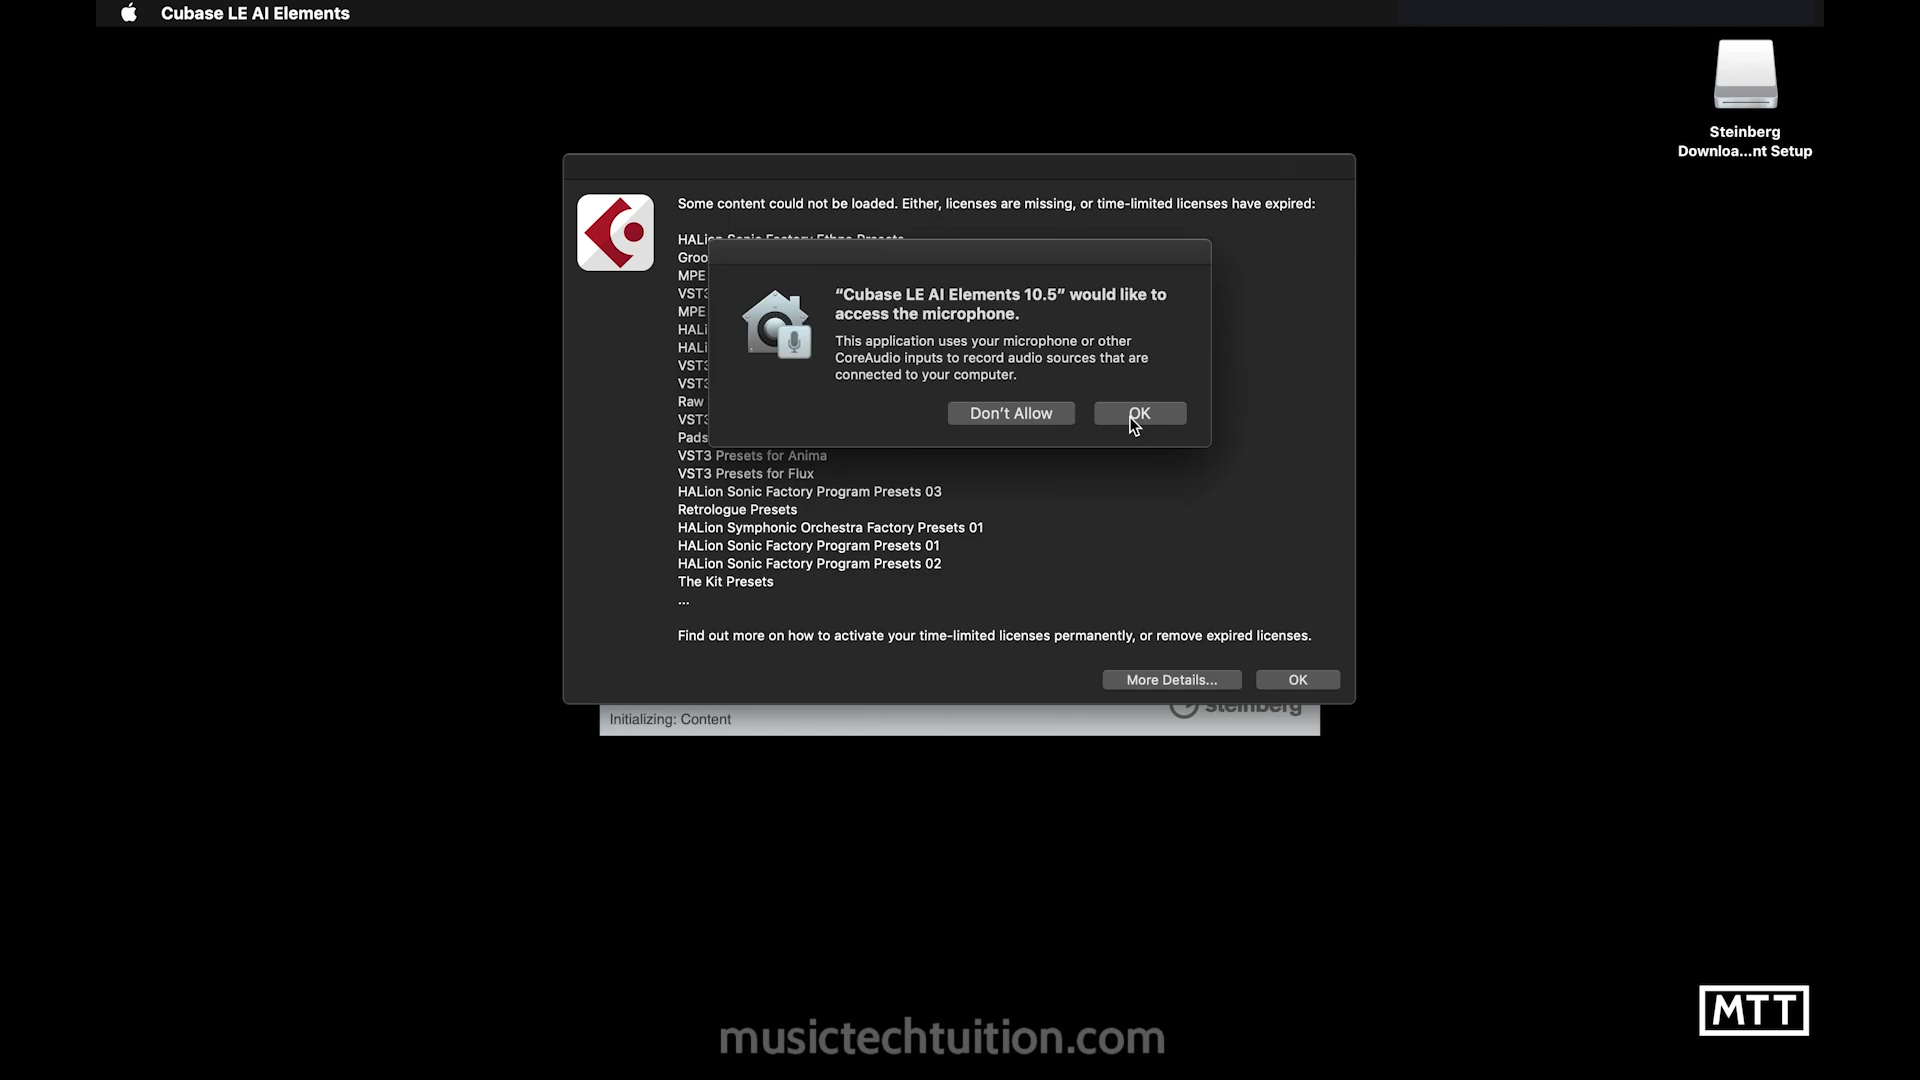 Cubase LE AI Elements
Steinberg
Downloa...nt Setup
Some content could not be loaded. Either, licenses are missing, or time-limited licenses have expired:
HALion Sonic Factory Ethno Presets
Groo
MPE
VST3
MPE
HALi
HALi
VST3
VST3
Raw
VST3
Pads
VST3 Presets for Anima
VST3 Presets for Flux
HALion Sonic Factory Program Presets 03
Retrologue Presets
HALion Symphonic Orchestra Factory Presets 01
HALion Sonic Factory Program Presets 01
HALion Sonic Factory Program Presets 02
The Kit Presets
...
Find out more on how to activate your time-limited licenses permanently, or remove expired licenses.
More Details...
OK
“Cubase LE AI Elements 10.5” would like to
access the microphone.
This application uses your microphone or other
CoreAudio inputs to record audio sources that are
connected to your computer.
Don’t Allow
OK
Initializing: Content
steinberg
MTT
musictechtuition.com